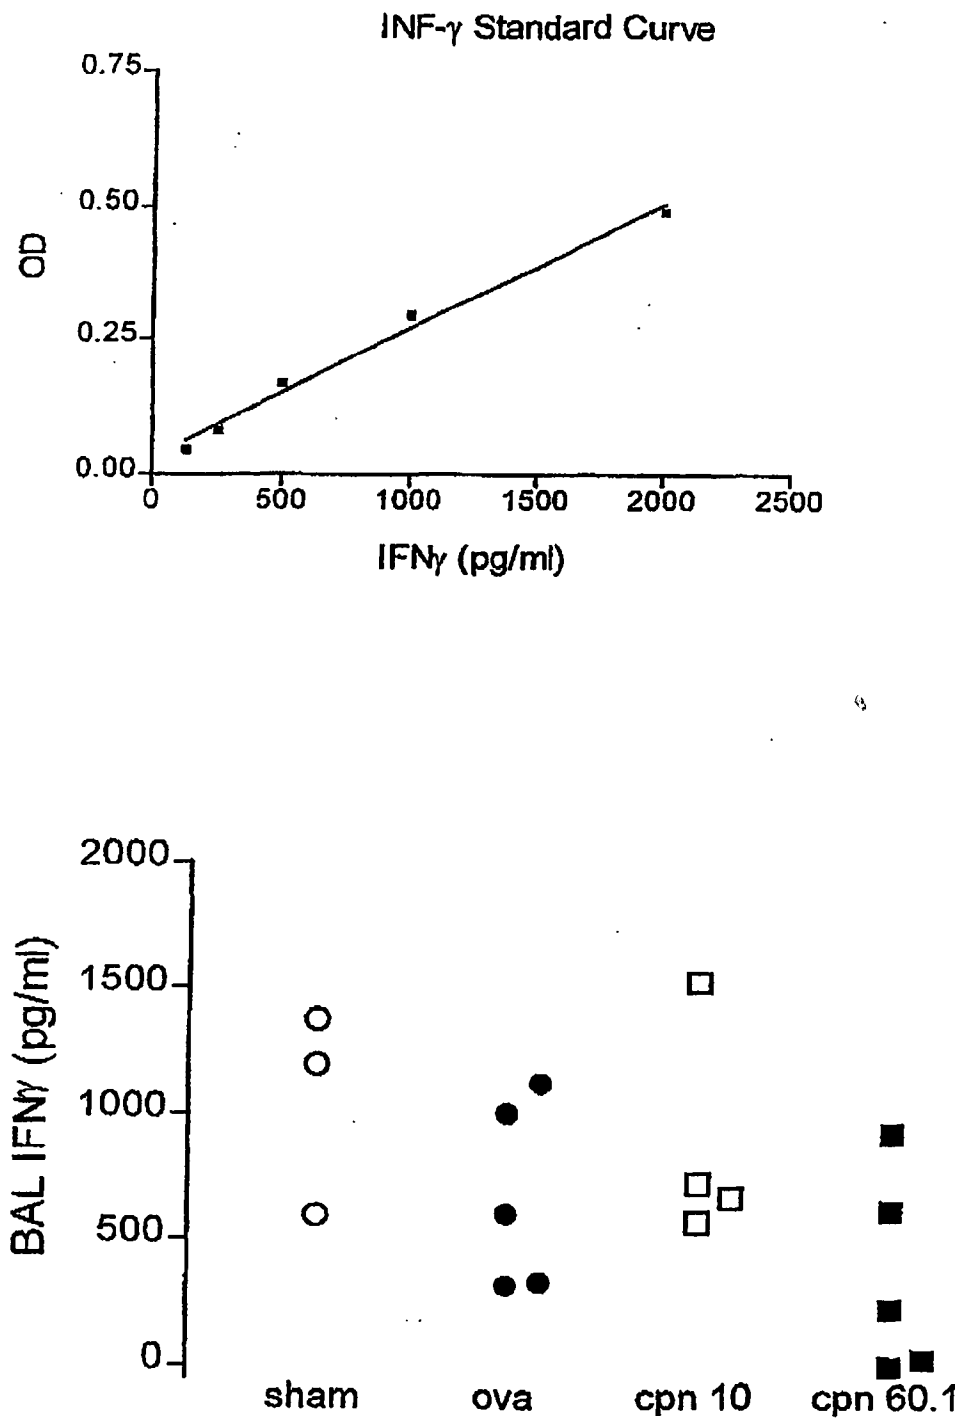 INF-γ Standard Curve
0.75
0.50
0.25
0.00
OD
0 500 1000 1500 2000 2500
IFNγ (pg/ml)
2000
1500
1000
500
0
BAL IFNγ (pg/ml)
sham ova cpn 10 cpn 60.1